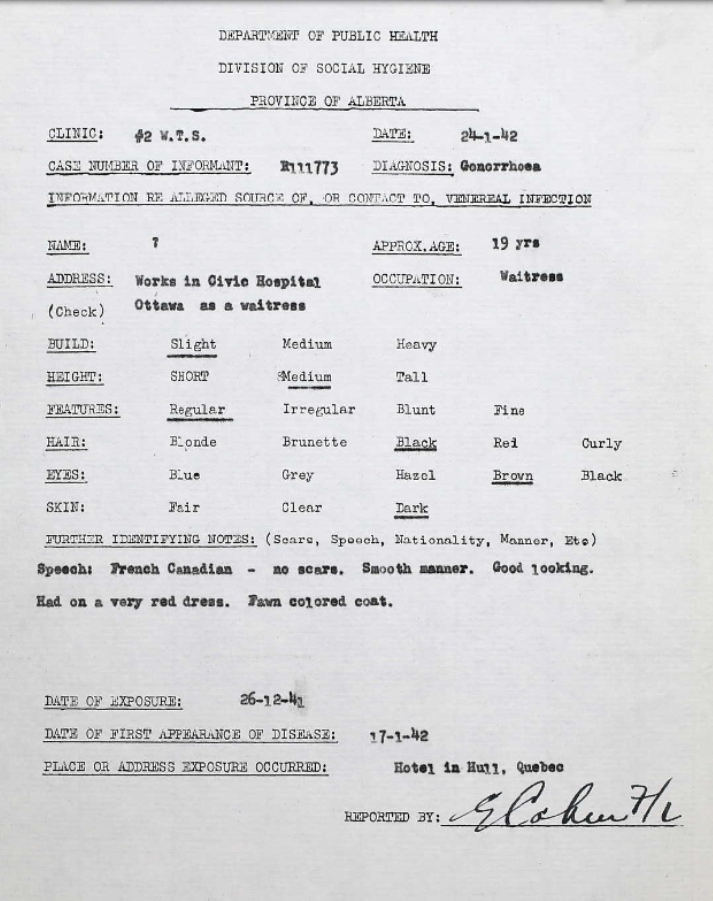 DEPARTMENT OF PUBLIC HEALTH
DIVISION OF SOCIAL HYGIENE
PROVINCE OF ALBERTA
CLINIC: #2 W.T.S. DATE: 24-1-42
CASE NUMBER OF INFORMANT: R111773 DIAGNOSIS: Gonorrhoea
INFORMATION RE ALLEGED SOURCE OF, OR CONTACT TO, VENEREAL INFECTION
NAME: ? APPROX.AGE: 19 yrs
ADDRESS: Works in Civic Hospital OCCUPATION: Waitress
(Check) Ottawa as a waitress
BUILD: Slight Medium Heavy
HEIGHT: SHORT Medium Tall
FEATURES: Regular Irregular Blunt Fine
HAIR: Blonde Brunette Black Red Curly
EYES: Blue Grey Hazel Brown Black
SKIN: Fair Clear Dark
FURTHER IDENTIFYING NOTES: (Scars, Speech, Nationality, Manner, Etc)
Speech: French Canadian - no scars. Smooth manner. Good looking.
Had on a very red dress. Fawn colored coat.
DATE OF EXPOSURE: 26-12-41
DATE OF FIRST APPEARANCE OF DISEASE: 17-1-42
PLACE OR ADDRESS EXPOSURE OCCURRED: Hotel in Hull, Quebec
REPORTED BY: Cohen F/L